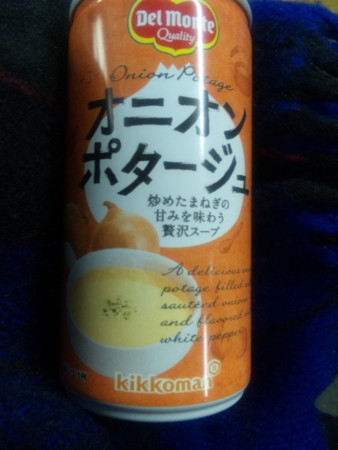 Del Monte
Quality
Onion Potage
オニオン
ポタージュ
炒めたまねぎの
甘みを味わう
贅沢スープ
A delicious
potage filled
sauteed onion
and flavored
white pepper
kikkoman